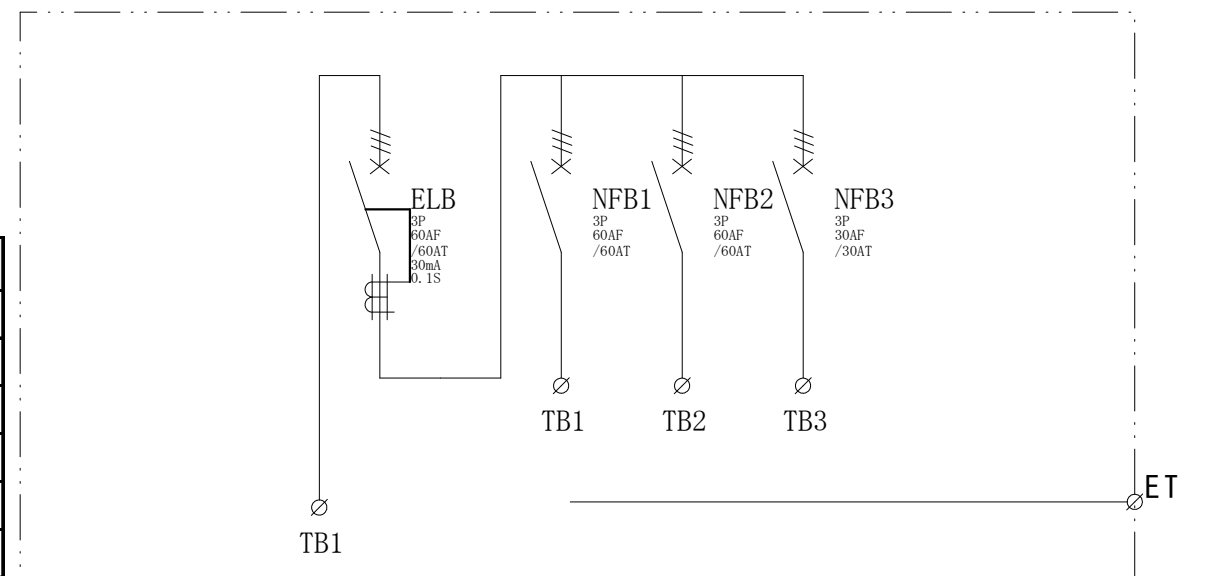 ELB
3P
60AF
/60AT
30mA
0.1S
NFB1
3P
60AF
/60AT
NFB2
3P
60AF
/60AT
NFB3
3P
30AF
/30AT
TB1
TB2
TB3
ET
TB1